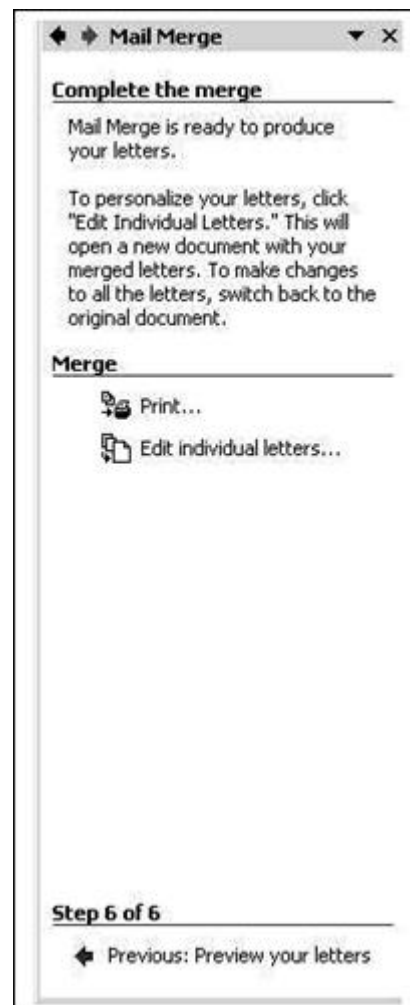 Mail Merge
Complete the merge
Mail Merge is ready to produce
your letters.
To personalize your letters, click
"Edit Individual Letters." This will
open a new document with your
merged letters. To make changes
to all the letters, switch back to the
original document.
Merge
Print...
Edit individual letters...
Step 6 of 6
Previous: Preview your letters